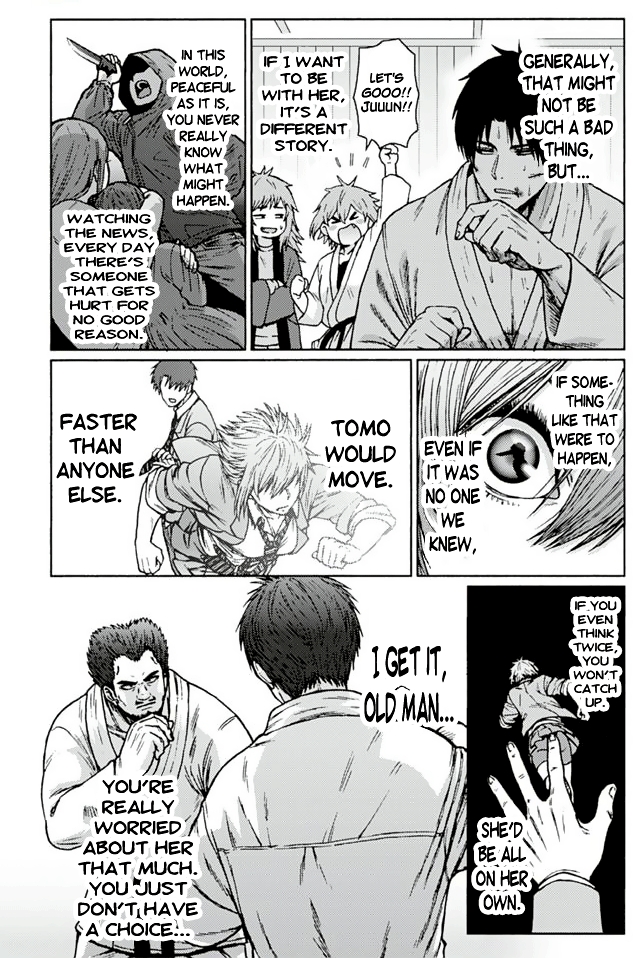 GENERALLY,
THAT MIGHT
NOT BE
SUCH A BAD
THING,
BUT...
LET'S
GOOO!!
JUUUN!!
IF I WANT
TO BE
WITH HER,
IT'S A
DIFFERENT
STORY.
IN THIS
WORLD,
PEACEFUL
AS IT IS,
YOU NEVER
REALLY
KNOW
WHAT
MIGHT
HAPPEN.
WATCHING
THE NEWS,
EVERY DAY
THERE'S
SOMEONE
THAT GETS
HURT FOR
NO GOOD
REASON.
IF SOME-
THING
LIKE THAT
WERE TO
HAPPEN,
EVEN IF
IT WAS
NO ONE
WE
KNEW,
TOMO
WOULD
MOVE.
FASTER
THAN
ANYONE
ELSE.
IF YOU
EVEN
THINK
TWICE,
YOU
WON'T
CATCH
UP.
SHE'D
BE ALL
ON HER
OWN.
I GET IT,
OLD MAN...
YOU'RE
REALLY
WORRIED
ABOUT HER
THAT MUCH.
YOU JUST
DON'T HAVE
A CHOICE...